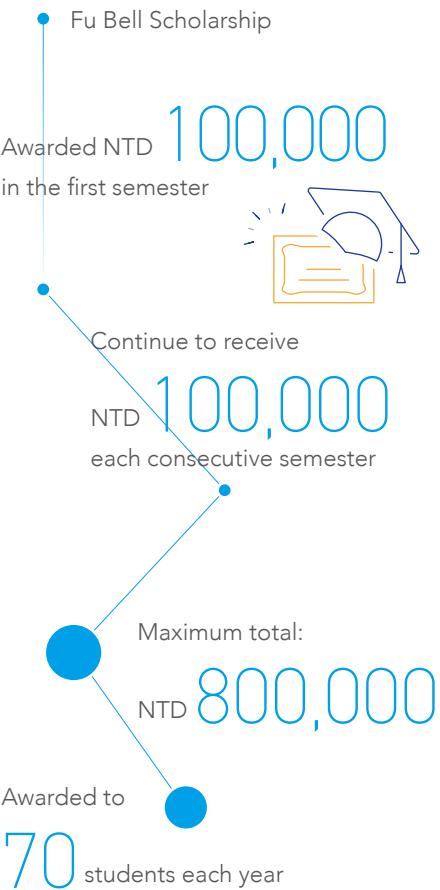 Fu Bell Scholarship
Awarded NTD 100,000
in the first semester
Continue to receive
NTD 100,000
each consecutive semester
Maximum total:
NTD 800,000
Awarded to
70 students each year